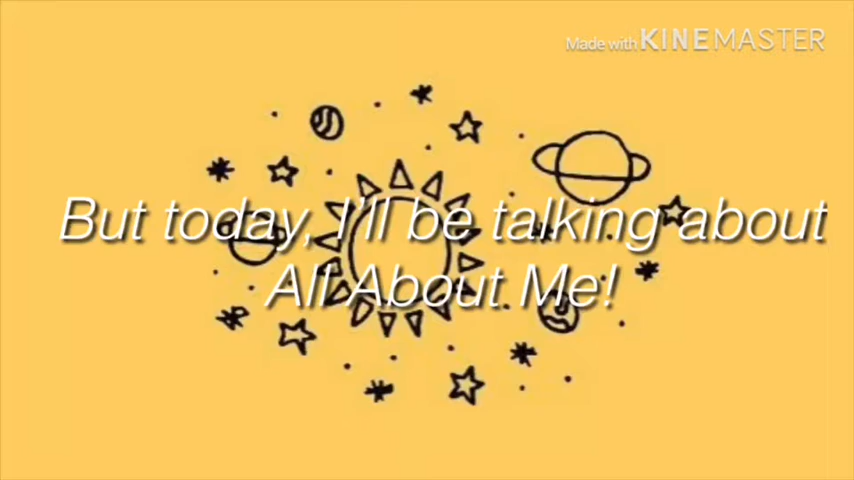 Made with KINEMASTER
But today, I'll be talking about
All About Me!